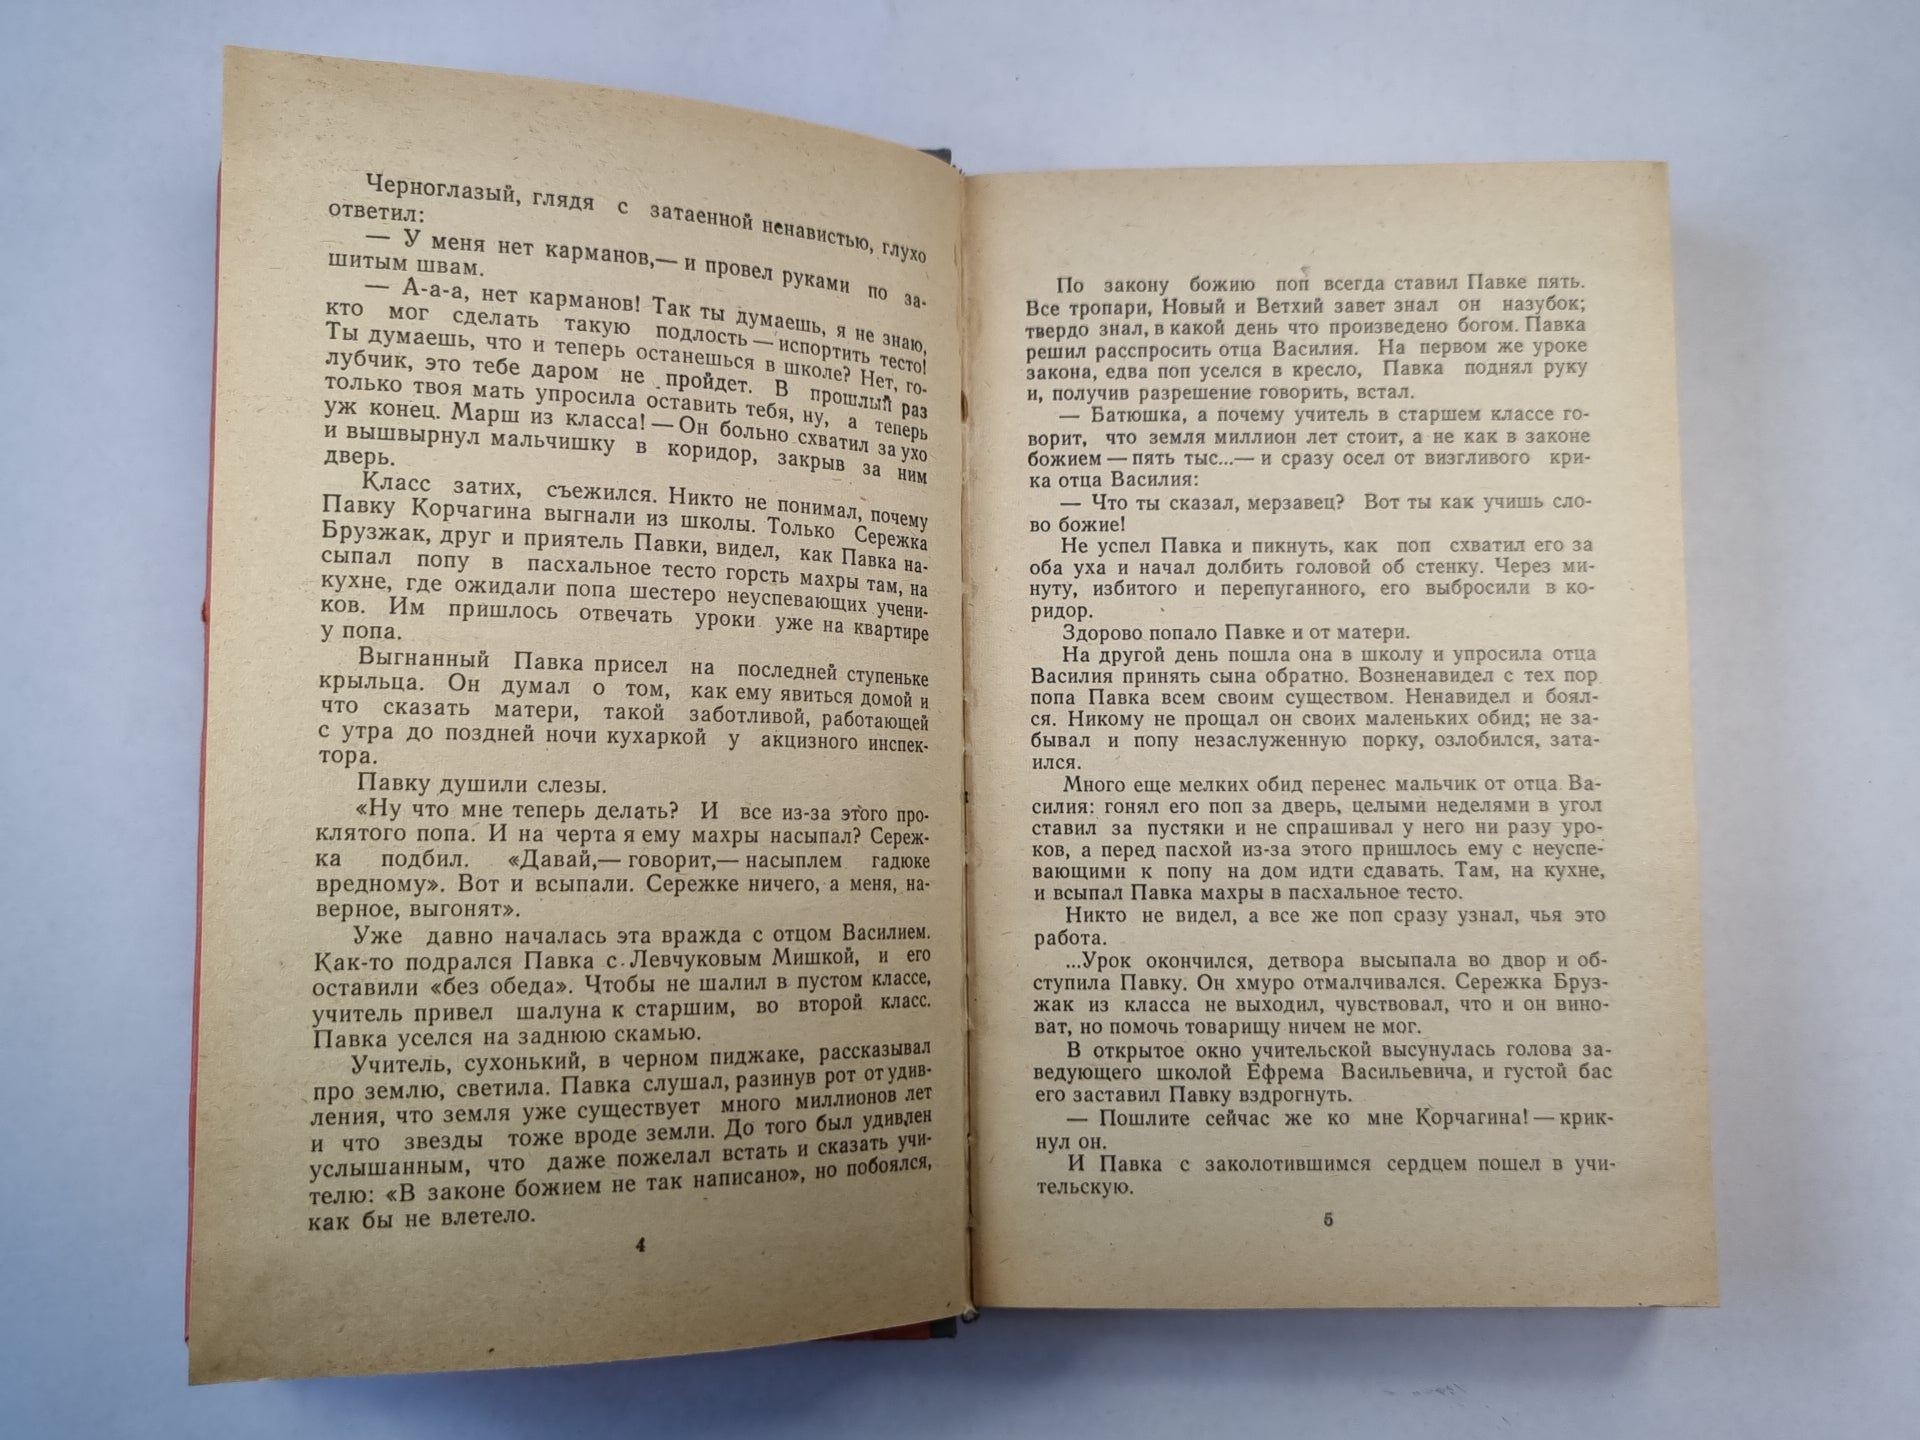 Черноглазый, глядя с затаенной ненавистью, глухо
ответил:
— У меня нет карманов,— и провел руками по за-
шитым швам.
— А-а-а, нет карманов! Так ты думаешь, я не знаю,
кто мог сделать такую подлость — испортить тесто!
Ты думаешь, что и теперь останешься в школе? Нет, го-
лубчик, это тебе даром не пройдет. В прошлый раз
только твоя мать упросила оставить тебя, ну, а теперь
уж конец. Марш из класса! — Он больно схватил за ухо
и вышвырнул мальчишку в коридор, закрыв за ним
дверь.
Класс затих, съежился. Никто не понимал, почему
Павку Корчагина выгнали из школы. Только Сережка
Брузжак, друг и приятель Павки, видел, как Павка на-
сыпал попу в пасхальное тесто горсть махры там, на
кухне, где ожидали попа шестеро неуспевающих учени-
ков. Им пришлось отвечать уроки уже на квартире
у попа.
Выгнанный Павка присел на последней ступеньке
крыльца. Он думал о том, как ему явиться домой и
что сказать матери, такой заботливой, работающей
с утра до поздней ночи кухаркой у акцизного инспек-
тора.
Павку душили слезы.
«Ну что мне теперь делать? И все из-за этого про-
клятого попа. И на черта я ему махры насыпал? Сереж-
ка подбил. «Давай,— говорит,— насыплем гадюке
вредному». Вот и всыпали. Сережке ничего, а меня, на-
верное, выгонят».
Уже давно началась эта вражда с отцом Василием.
Как-то подрался Павка с Левчуковым Мишкой, и его
оставили «без обеда». Чтобы не шалил в пустом классе,
учитель привел шалуна к старшим, во второй класс.
Павка уселся на заднюю скамью.
Учитель, сухонький, в черном пиджаке, рассказывал
про землю, светила. Павка слушал, разинув рот от удив-
ления, что земля уже существует много миллионов лет
и что звезды тоже вроде земли. До того был удивлен
услышанным, что даже пожелал встать и сказать учи-
телю: «В законе божием не так написано», но побоялся,
как бы не влетело.
4
По закону божию поп всегда ставил Павке пять.
Все тропари, Новый и Ветхий завет знал он назубок;
твердо знал, в какой день что произведено богом. Павка
решил расспросить отца Василия. На первом же уроке
закона, едва поп уселся в кресло, Павка поднял руку
и, получив разрешение говорить, встал.
— Батюшка, а почему учитель в старшем классе го-
ворит, что земля миллион лет стоит, а не как в законе
божием — пять тыс...— и сразу осел от визгливого кри-
ка отца Василия:
— Что ты сказал, мерзавец? Вот ты как учишь сло-
во божие!
Не успел Павка и пикнуть, как поп схватил его за
оба уха и начал долбить головой об стенку. Через ми-
нуту, избитого и перепуганного, его выбросили в ко-
ридор.
Здорово попало Павке и от матери.
На другой день пошла она в школу и упросила отца
Василия принять сына обратно. Возненавидел с тех пор
попа Павка всем своим существом. Ненавидел и боял-
ся. Никому не прощал он своих маленьких обид; не за-
бывал и попу незаслуженную порку, озлобился, зата-
ился.
Много еще мелких обид перенес мальчик от отца Ва-
силия: гонял его поп за дверь, целыми неделями в угол
ставил за пустяки и не спрашивал у него ни разу уро-
ков, а перед пасхой из-за этого пришлось ему с неуспе-
вающими к попу на дом идти сдавать. Там, на кухне,
и всыпал Павка махры в пасхальное тесто.
Никто не видел, а все же поп сразу узнал, чья это
работа.
...Урок окончился, детвора высыпала во двор и об-
ступила Павку. Он хмуро отмалчивался. Сережка Бруз-
жак из класса не выходил, чувствовал, что и он вино-
ват, но помочь товарищу ничем не мог.
В открытое окно учительской высунулась голова за-
ведующего школой Ефрема Васильевича, и густой бас
его заставил Павку вздрогнуть.
— Пошлите сейчас же ко мне Корчагина! — крик-
нул он.
И Павка с заколотившимся сердцем пошел в учи-
тельскую.
5